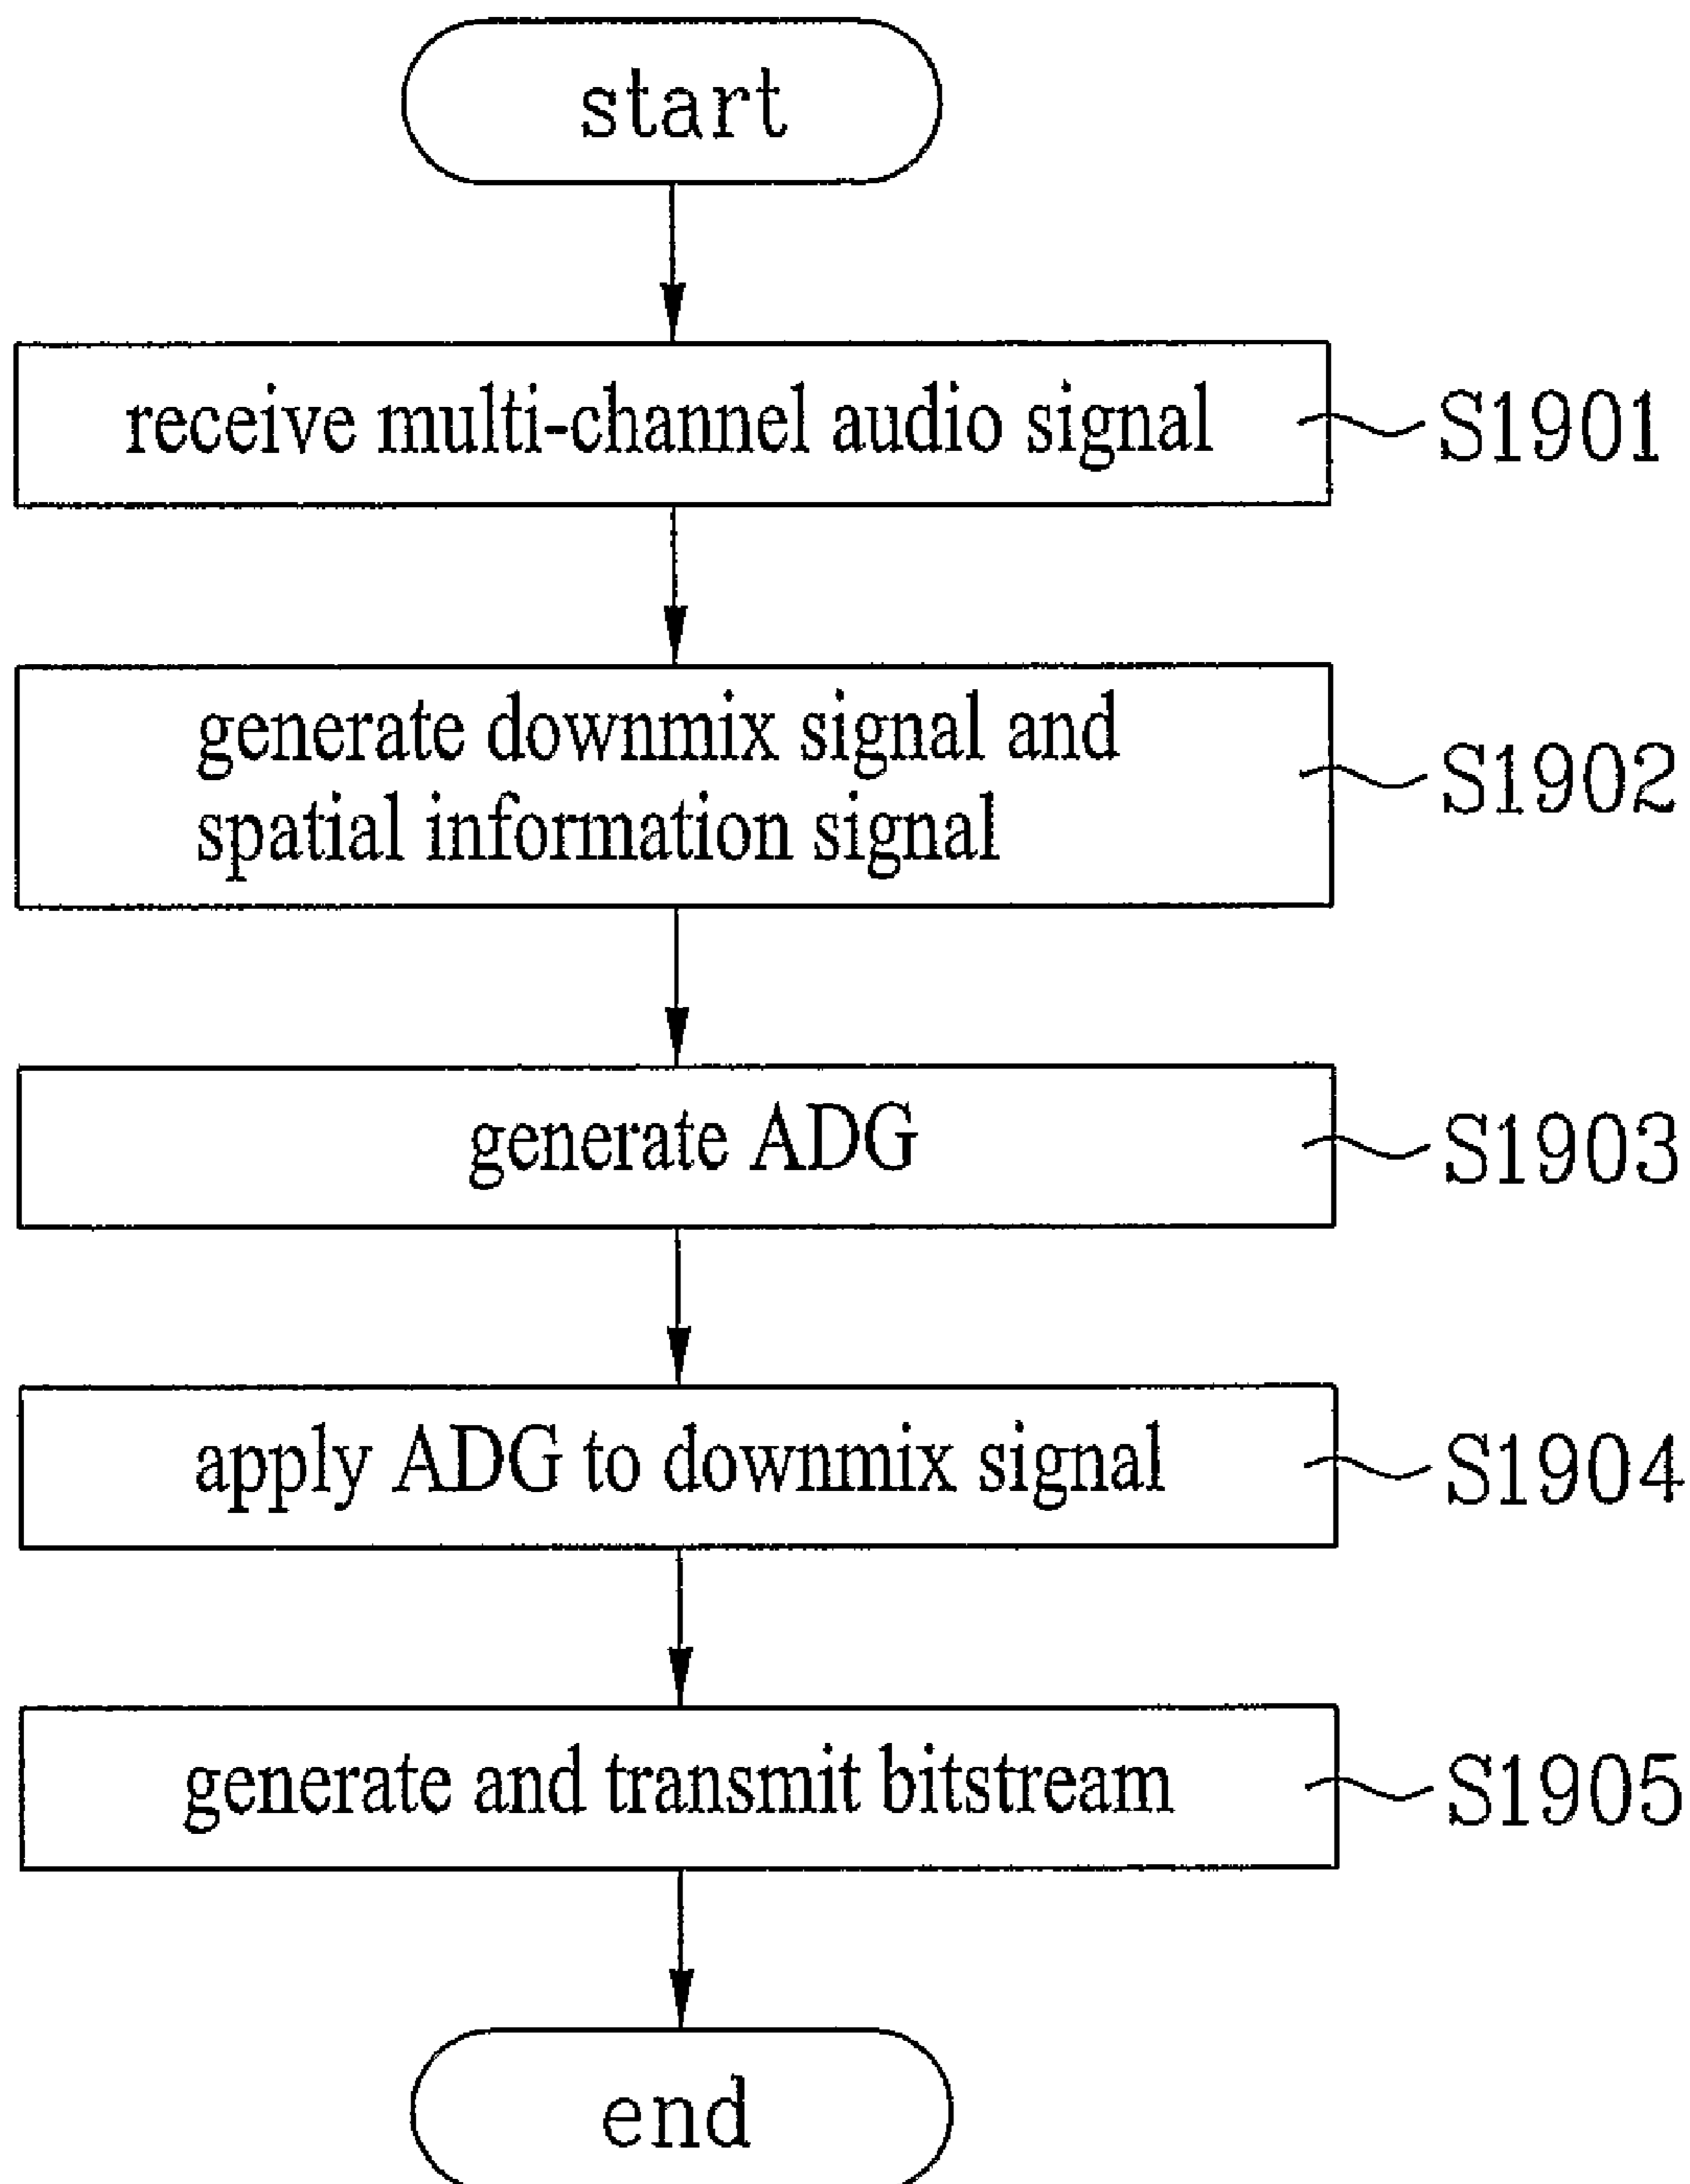 start
receive multi-channel audio signal
S1901
generate downmix signal and
spatial information signal
S1902
generate ADG
S1903
apply ADG to downmix signal
S1904
generate and transmit bitstream
S1905
end